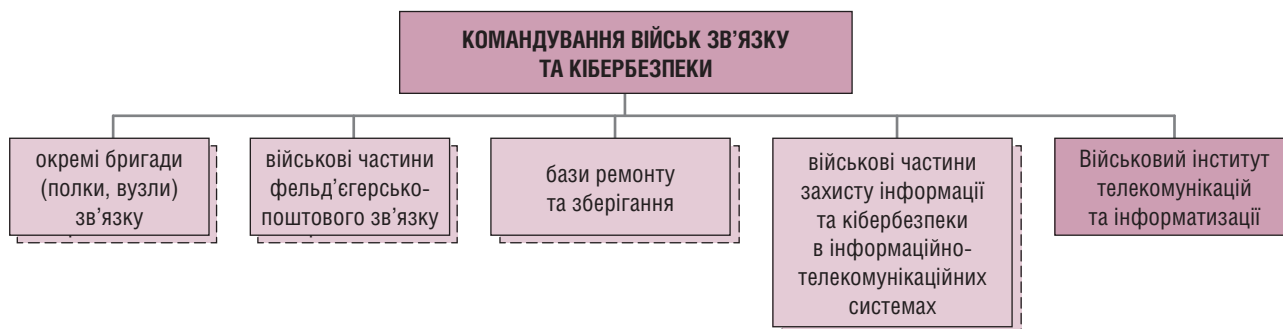 КОМАНДУВАННЯ ВІЙСЬК ЗВ’ЯЗКУ
ТА КІБЕРБЕЗПЕКИ
окремі бригади
(полки, вузли)
зв’язку
військові частини
фельд’єгерсько-
поштового зв’язку
бази ремонту
та зберігання
військові частини
захисту інформації
та кібербезпеки
в інформаційно-
телекомунікаційних
системах
Військовий інститут
телекомунікацій
та інформатизації